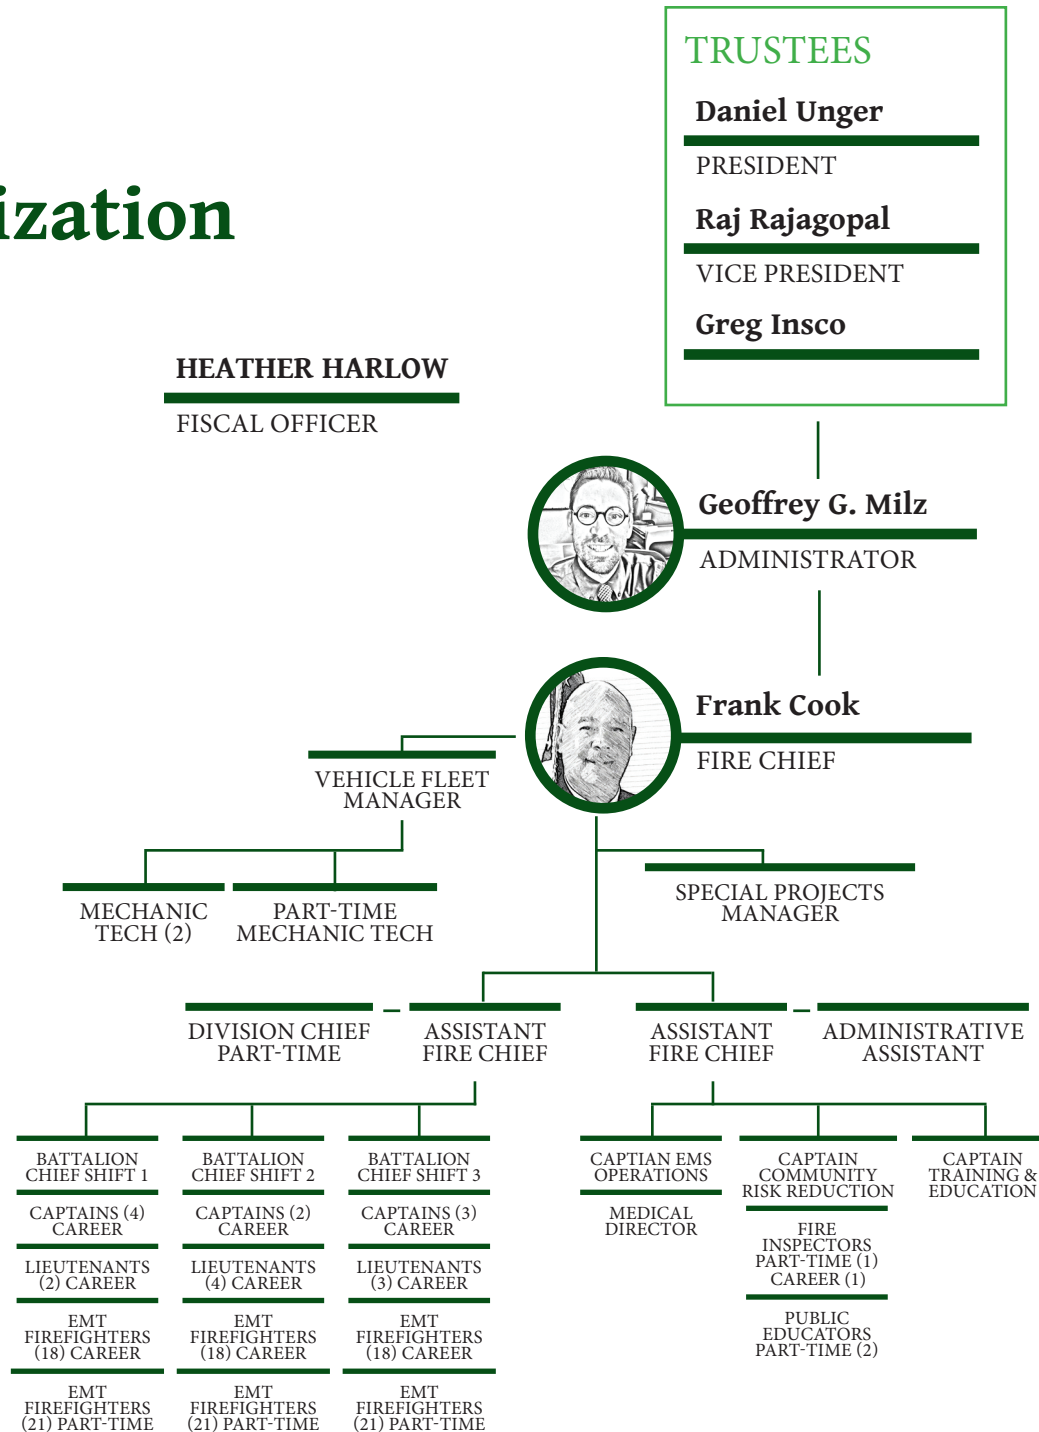 TRUSTEES
Daniel Unger
PRESIDENT
Raj Rajagopal
VICE PRESIDENT
Greg Insco
ization
HEATHER HARLOW
FISCAL OFFICER
Geoffrey G. Milz
ADMINISTRATOR
Frank Cook
FIRE CHIEF
VEHICLE FLEET
MANAGER
MECHANIC
TECH (2)
PART-TIME
MECHANIC TECH
SPECIAL PROJECTS
MANAGER
DIVISION CHIEF
PART-TIME
ASSISTANT
FIRE CHIEF
ASSISTANT
FIRE CHIEF
ADMINISTRATIVE
ASSISTANT
BATTALION
CHIEF SHIFT 1
CAPTAINS (4)
CAREER
LIEUTENANTS
(2) CAREER
EMT
FIREFIGHTERS
(18) CAREER
EMT
FIREFIGHTERS
(21) PART-TIME
BATTALION
CHIEF SHIFT 2
CAPTAINS (2)
CAREER
LIEUTENANTS
(4) CAREER
EMT
FIREFIGHTERS
(18) CAREER
EMT
FIREFIGHTERS
(21) PART-TIME
BATTALION
CHIEF SHIFT 3
CAPTAINS (3)
CAREER
LIEUTENANTS
(3) CAREER
EMT
FIREFIGHTERS
(18) CAREER
EMT
FIREFIGHTERS
(21) PART-TIME
CAPTIAN EMS
OPERATIONS
MEDICAL
DIRECTOR
CAPTAIN
COMMUNITY
RISK REDUCTION
FIRE
INSPECTORS
PART-TIME (1)
CAREER (1)
PUBLIC
EDUCATORS
PART-TIME (2)
CAPTAIN
TRAINING &
EDUCATION